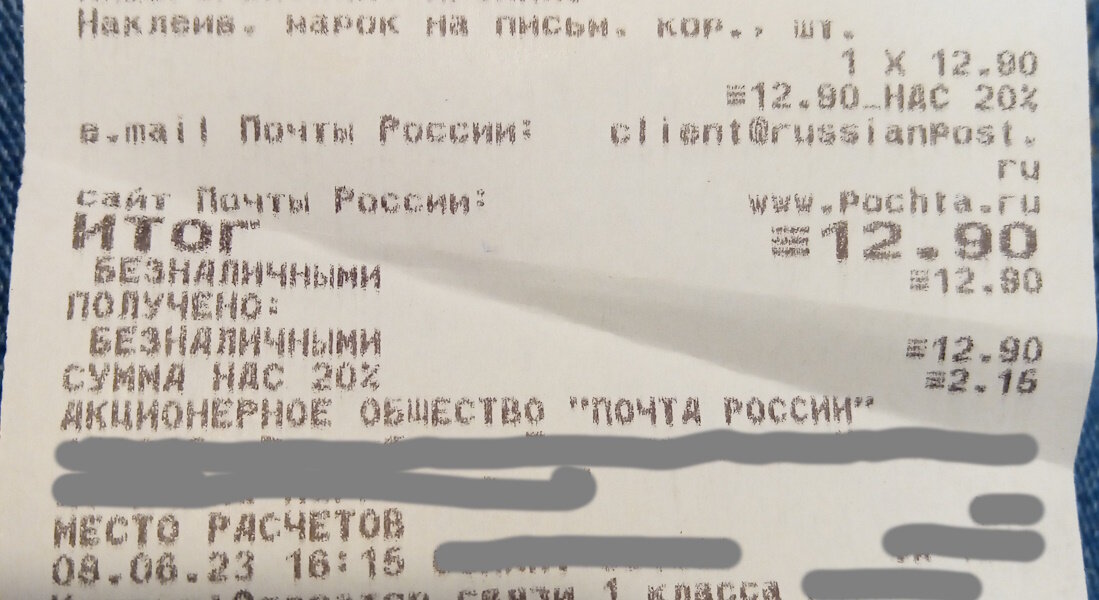 Наклеив. марок на письм. кор., шт.
1 X 12.90
≡12.90_НДС 20%
e.mail Почты России: client@russianPost.
ru
сайт Почты России: www.Pochta.ru
ИТОГ ≡12.90
БЕЗНАЛИЧНЫМИ ≡12.90
ПОЛУЧЕНО:
БЕЗНАЛИЧНЫМИ ≡12.90
СУММА НДС 20% ≡2.15
АКЦИОНЕРНОЕ ОБЩЕСТВО "ПОЧТА РОССИИ"
МЕСТО РАСЧЕТОВ
08.06.23 16:15
связи 1 класса